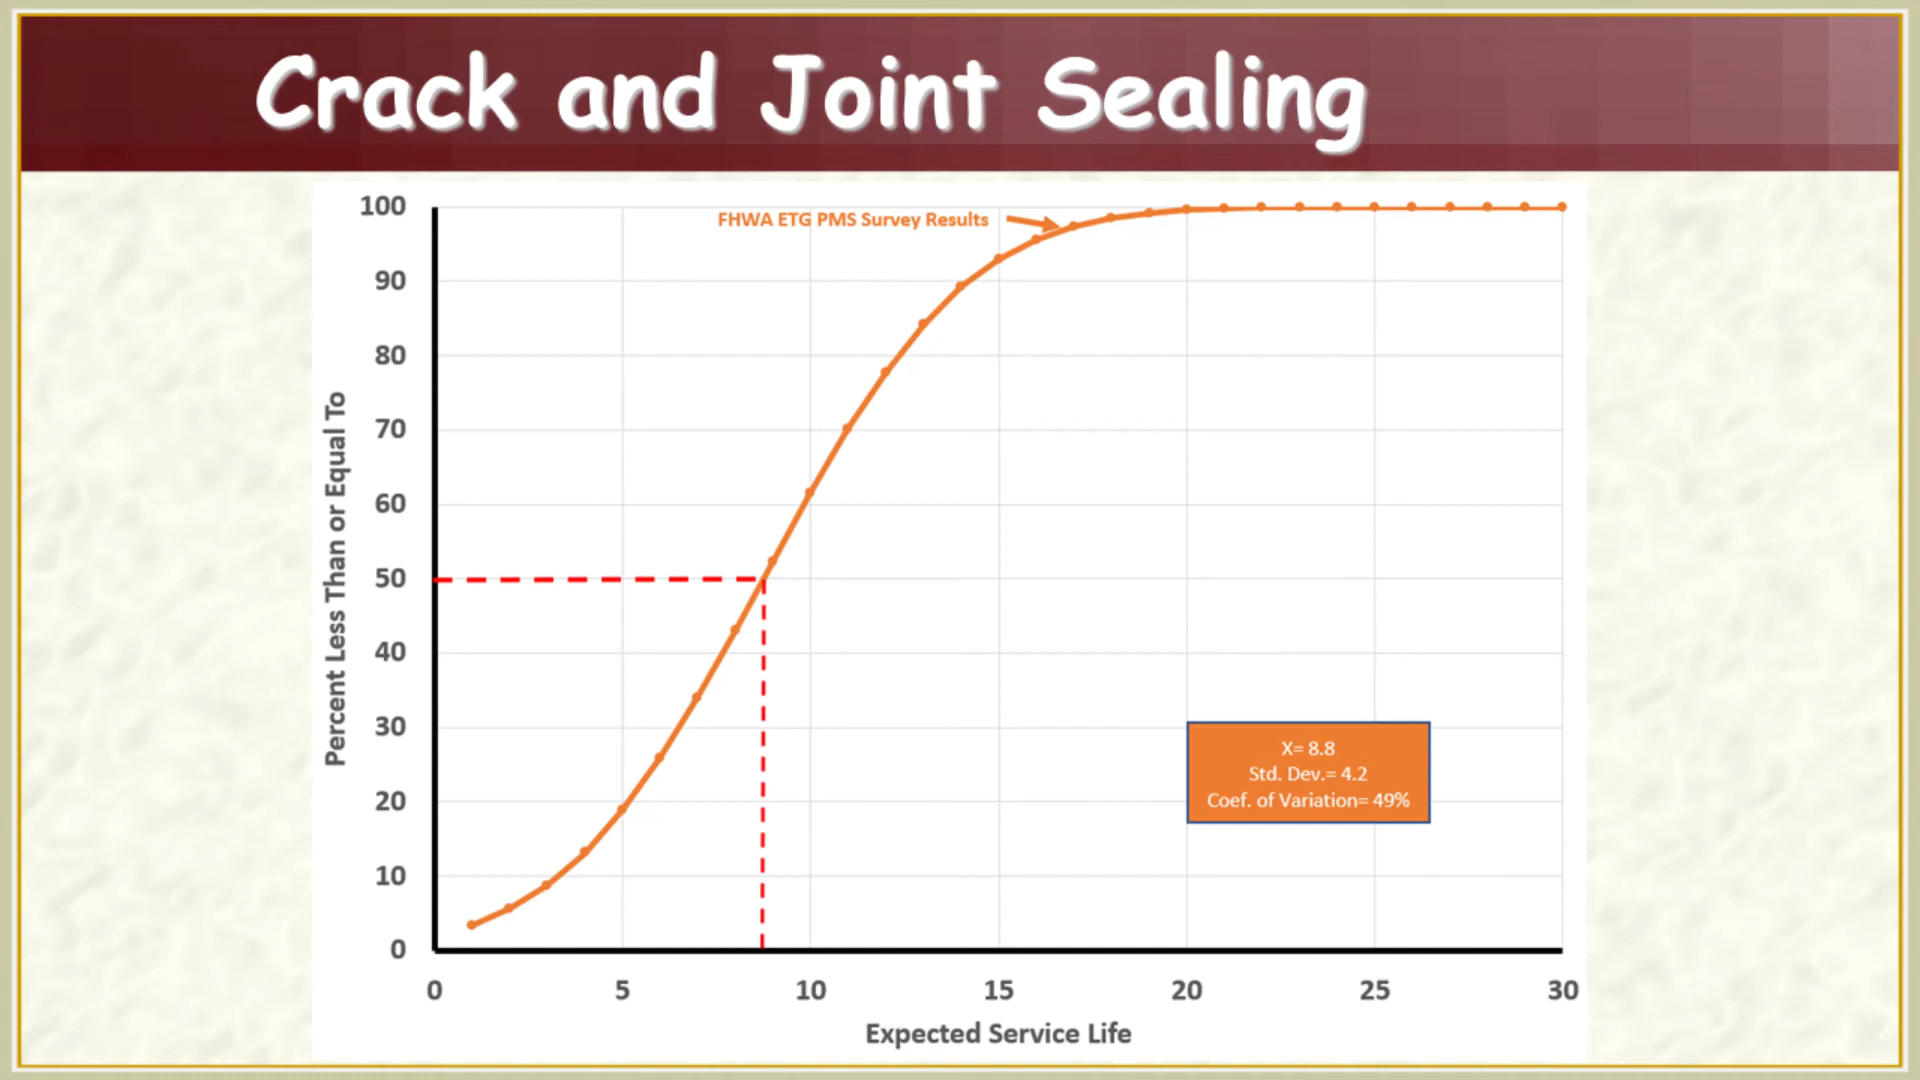 Crack and Joint Sealing
FHWA ETG PMS Survey Results
100
90
80
70
60
50
40
30
20
10
0
Percent Less Than or Equal To
X= 8.8
Std. Dev.= 4.2
Coef. of Variation= 49%
0 5 10 15 20 25 30
Expected Service Life